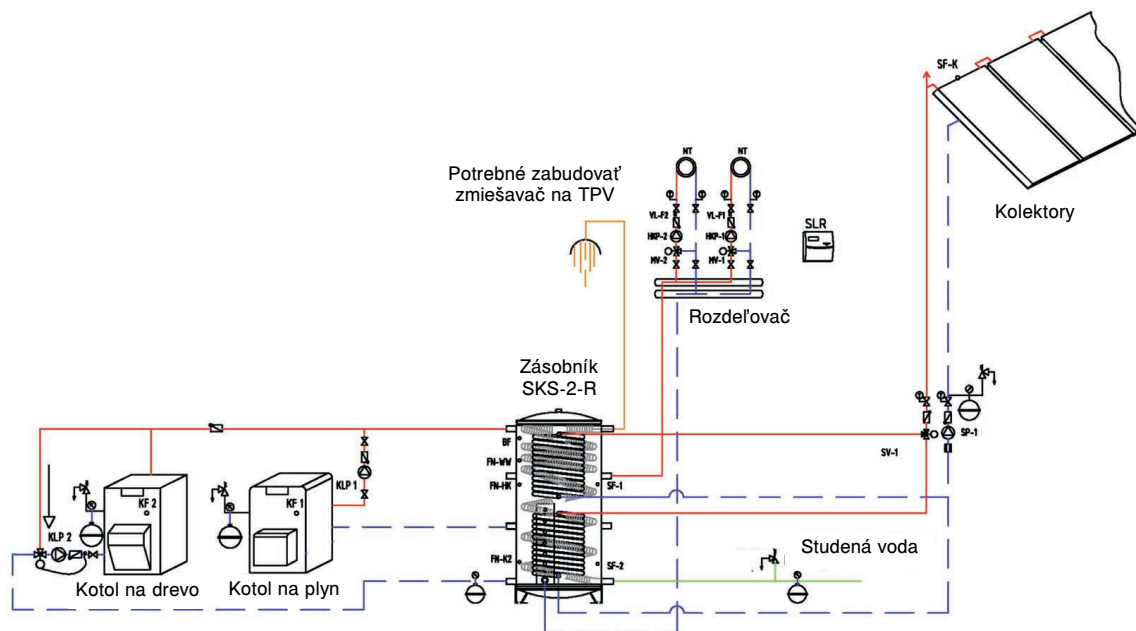 SF-K
Kolektory
NT
NT
Potrebné zabudovať
zmiešavač na TPV
VL-F2
VL-F1
HKP-2
HKP-1
MV-2
MV-1
SLR
Rozdeľovač
Zásobník
SKS-2-R
BF
FN-WW
FN-HK
SF-1
FN-K2
SF-2
SV-1
SP-1
KLP 1
KF 2
KF 1
KLP 2
Kotol na drevo
Kotol na plyn
Studená voda